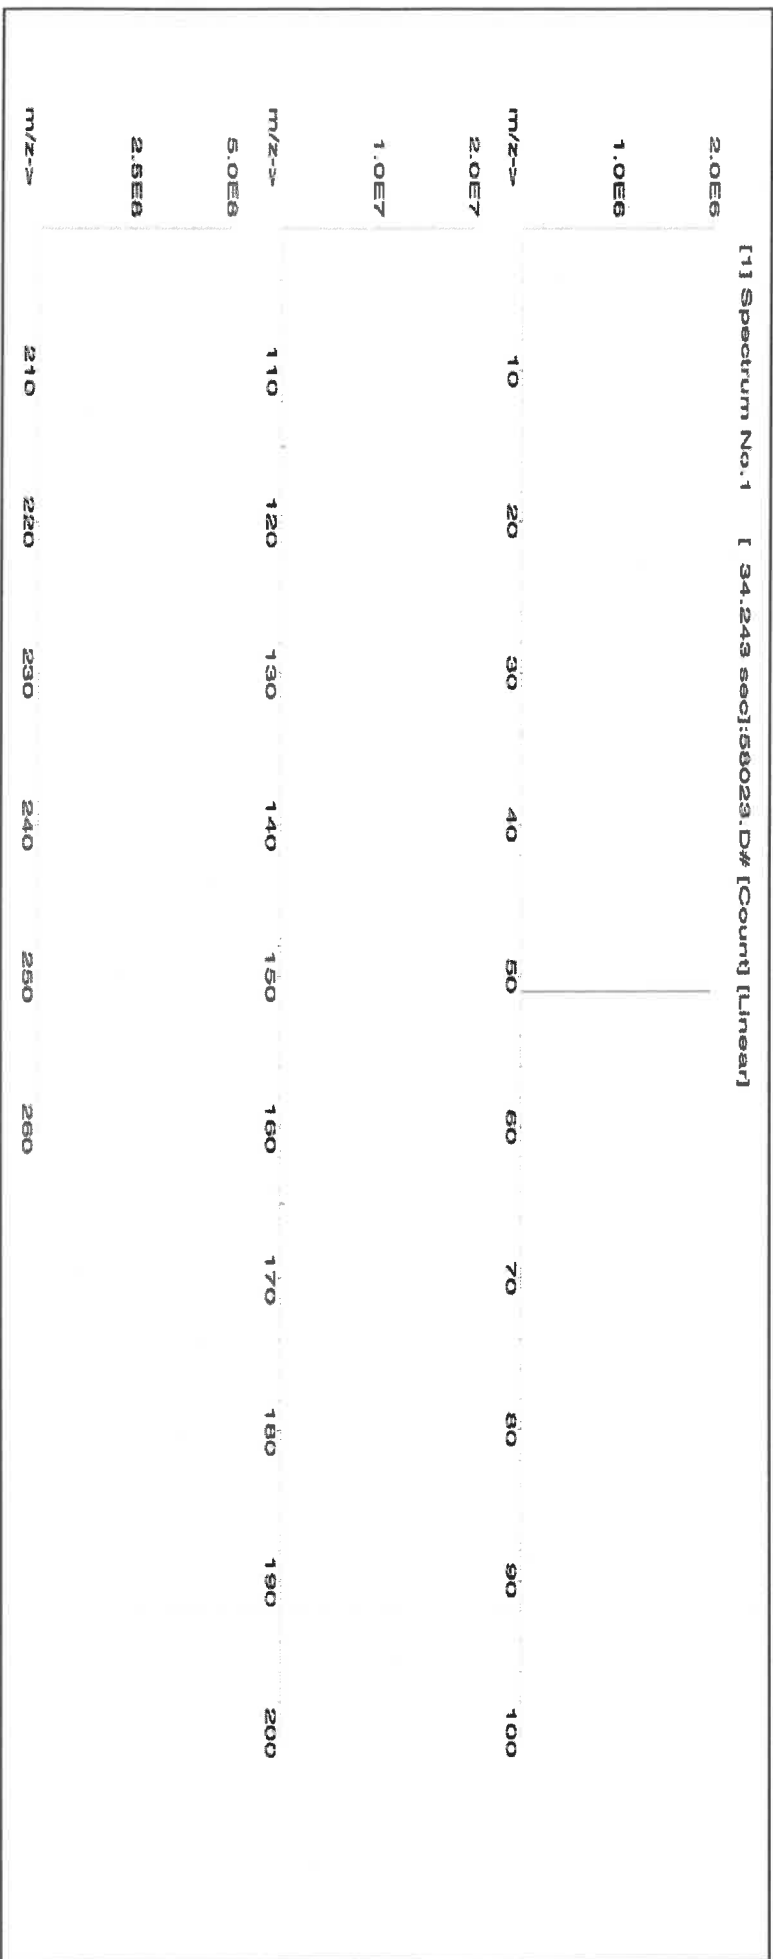 [1] Spectrum No.1 [ 34.243 sec]:58023.D# [Count] [Linear]
2.0E6
1.0E6
m/z-> 10 20 30 40 50 60 70 80 90 100
2.0E7
1.0E7
m/z-> 110 120 130 140 150 160 170 180 190 200
5.0E8
2.5E8
m/z-> 210 220 230 240 250 260